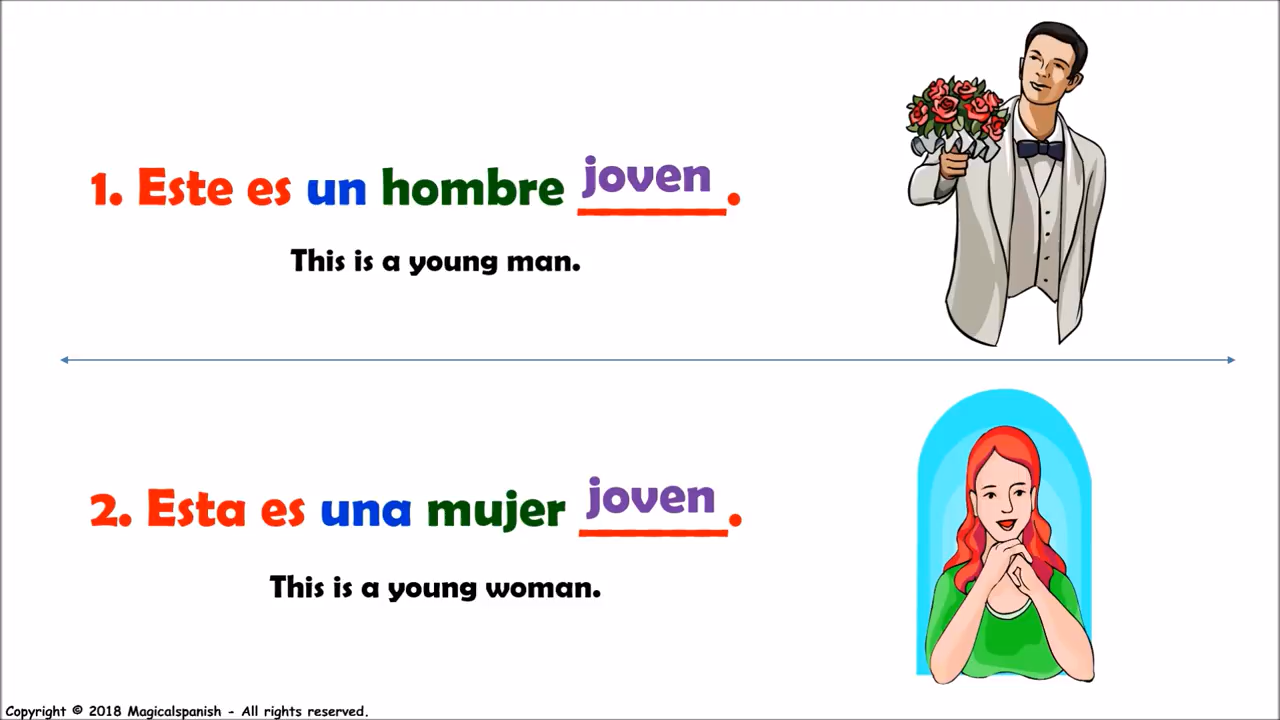 1. Este es un hombre joven.
This is a young man.
2. Esta es una mujer joven.
This is a young woman.
Copyright © 2018 Magicalspanish - All rights reserved.